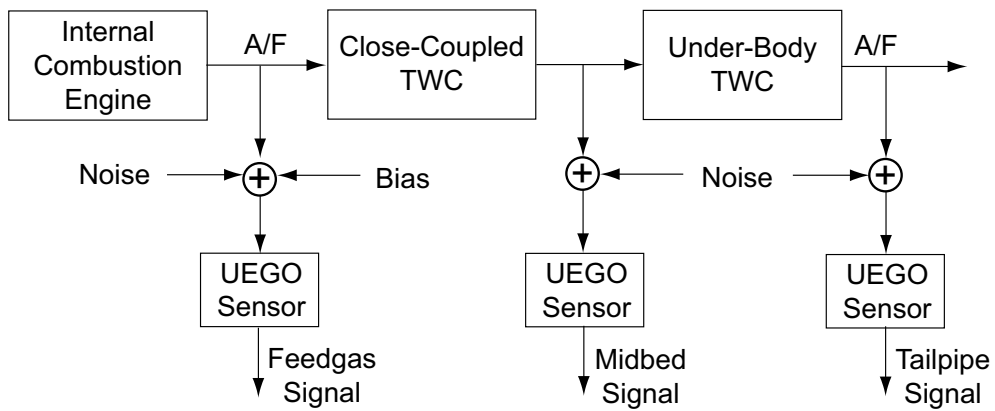 Internal
Combustion
Engine
A/F
Close-Coupled
TWC
Under-Body
TWC
A/F
Noise
Bias
Noise
UEGO
Sensor
UEGO
Sensor
UEGO
Sensor
Feedgas
Signal
Midbed
Signal
Tailpipe
Signal